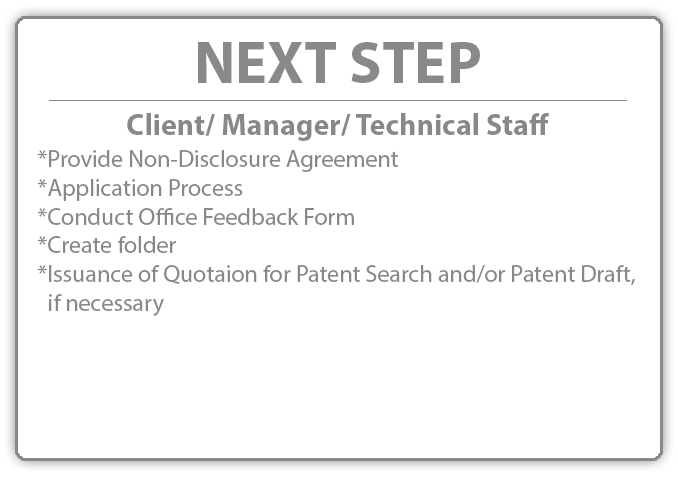 NEXT STEP
Client/ Manager/ Technical Staff
*Provide Non-Disclosure Agreement
*Application Process
*Conduct Office Feedback Form
*Create folder
*Issuance of Quotaion for Patent Search and/or Patent Draft,
if necessary